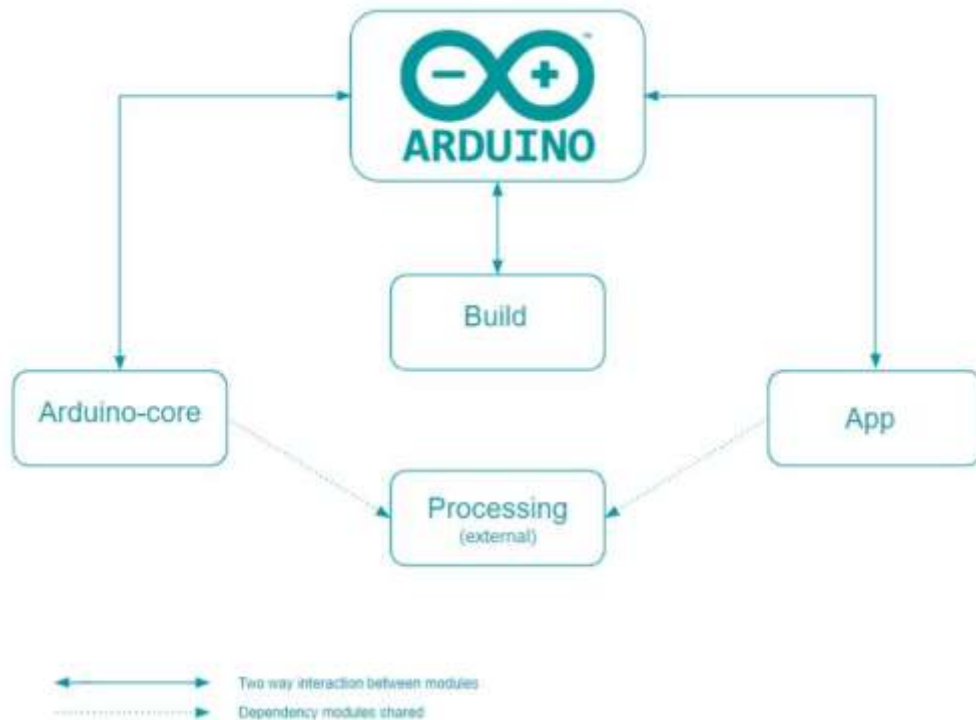 ARDUINO
Build
Arduino-core
App
Processing
(external)
Two way interaction between modules
Dependency modules shared